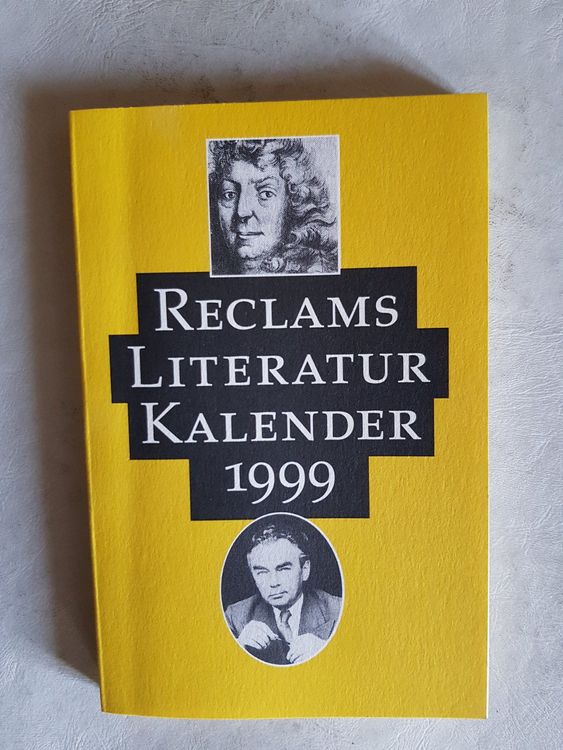 RECLAMS
LITERATUR
KALENDER
1999